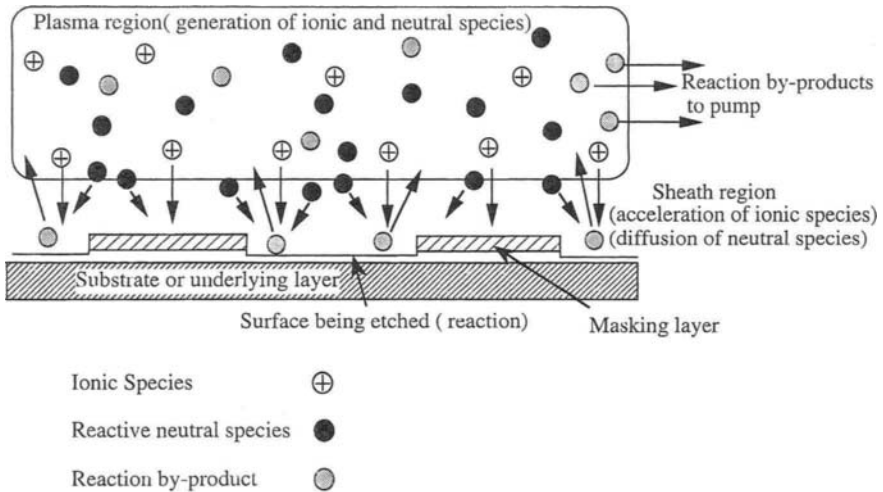 Plasma region( generation of ionic and neutral species)
Reaction by-products
to pump
Sheath region
(acceleration of ionic species)
(diffusion of neutral species)
Substrate or underlying layer
Surface being etched ( reaction)
Masking layer
Ionic Species
Reactive neutral species
Reaction by-product